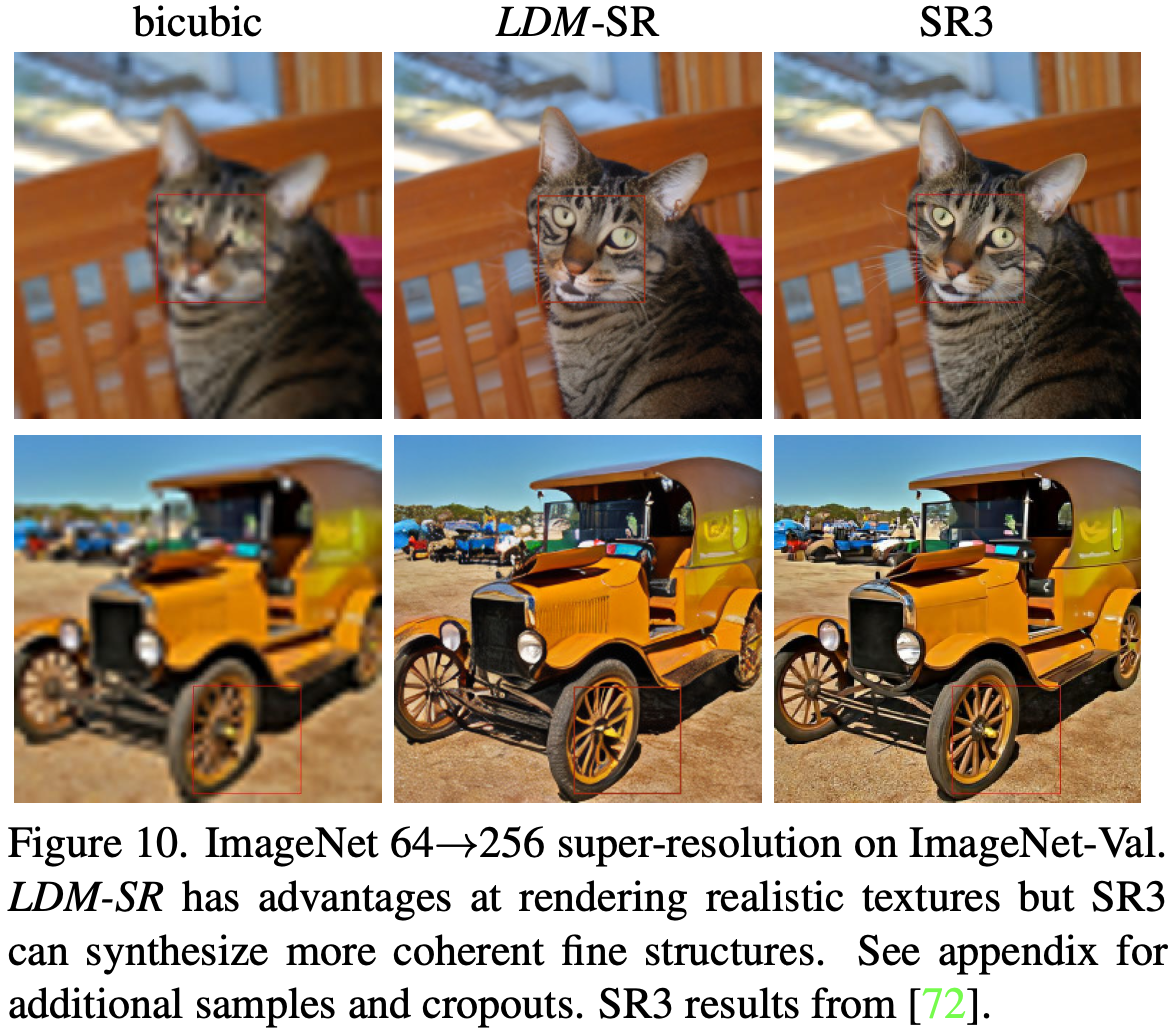 bicubic LDM-SR SR3
Figure 10. ImageNet 64→256 super-resolution on ImageNet-Val.
LDM-SR has advantages at rendering realistic textures but SR3
can synthesize more coherent fine structures. See appendix for
additional samples and cropouts. SR3 results from [72].